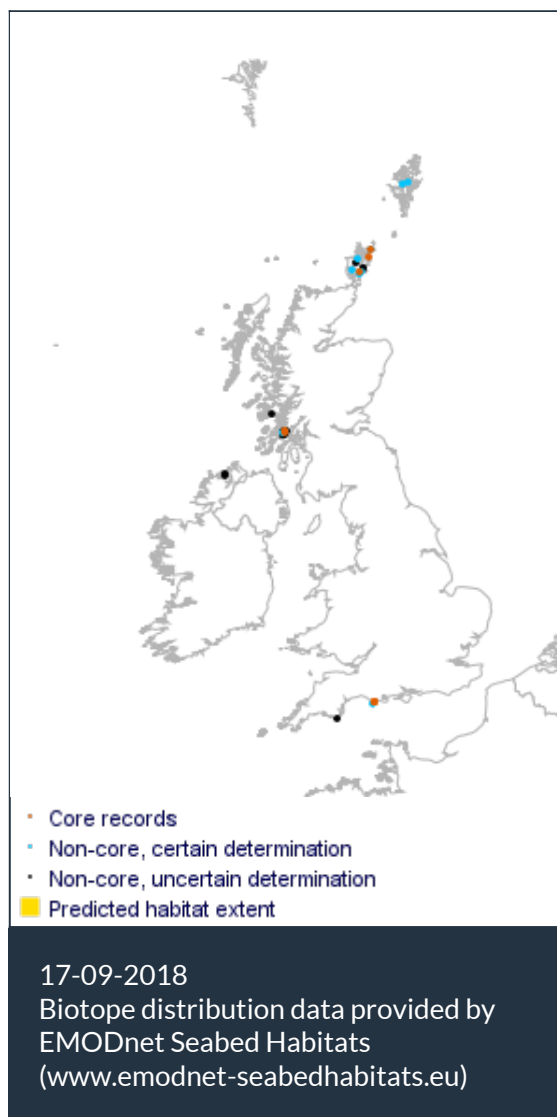 Core records
Non-core, certain determination
Non-core, uncertain determination
Predicted habitat extent
17-09-2018
Biotope distribution data provided by
EMODnet Seabed Habitats
(www.emodnet-seabedhabitats.eu)